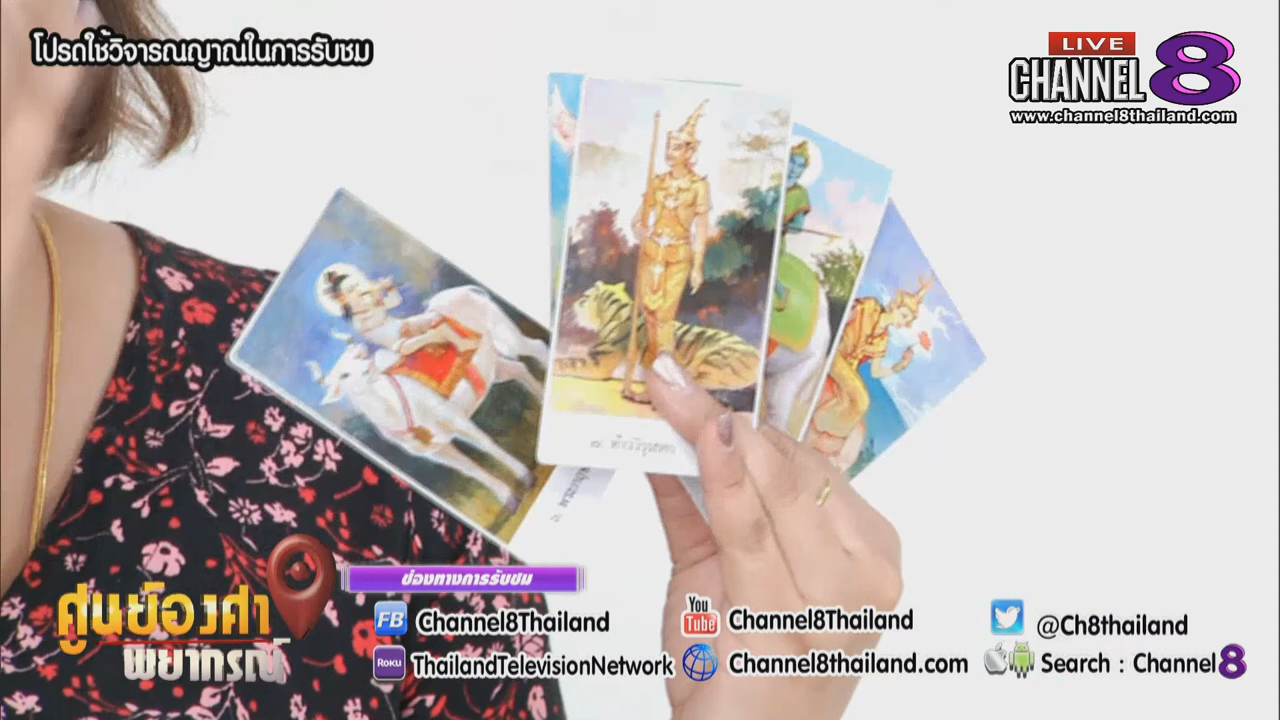 โปรดใช้วิจารณญาณในการรับชม
LIVE
CHANNEL 8
www.channel8thailand.com
ศูนย์องศา
พยากรณ์
ช่องทางการรับชม
FB Channel8Thailand
You Tube Channel8Thailand
@Ch8thailand
ROKU ThailandTelevisionNetwork
Channel8thailand.com
Search : Channel 8